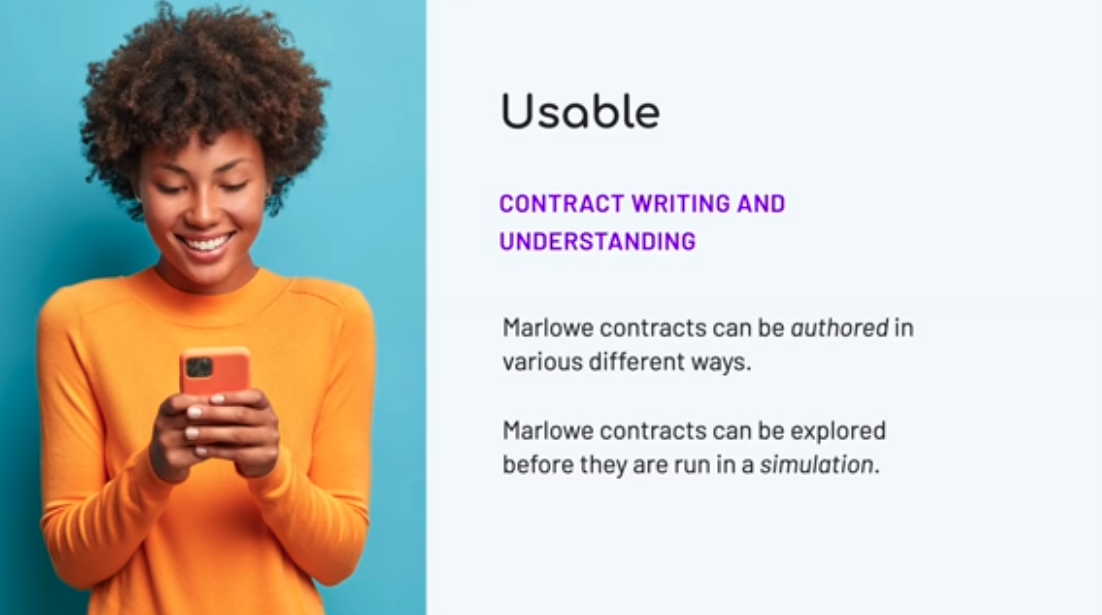 Usable
CONTRACT WRITING AND
UNDERSTANDING
Marlowe contracts can be authored in
various different ways.
Marlowe contracts can be explored
before they are run in a simulation.